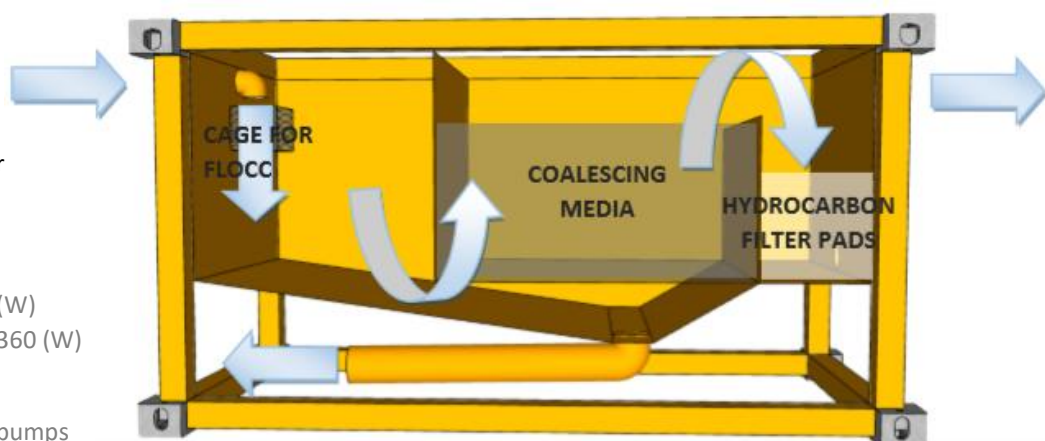 CAGE FOR
FLOCC
COALESCING
MEDIA
HYDROCARBON
FILTER PADS
r
(W)
360 (W)
pumps